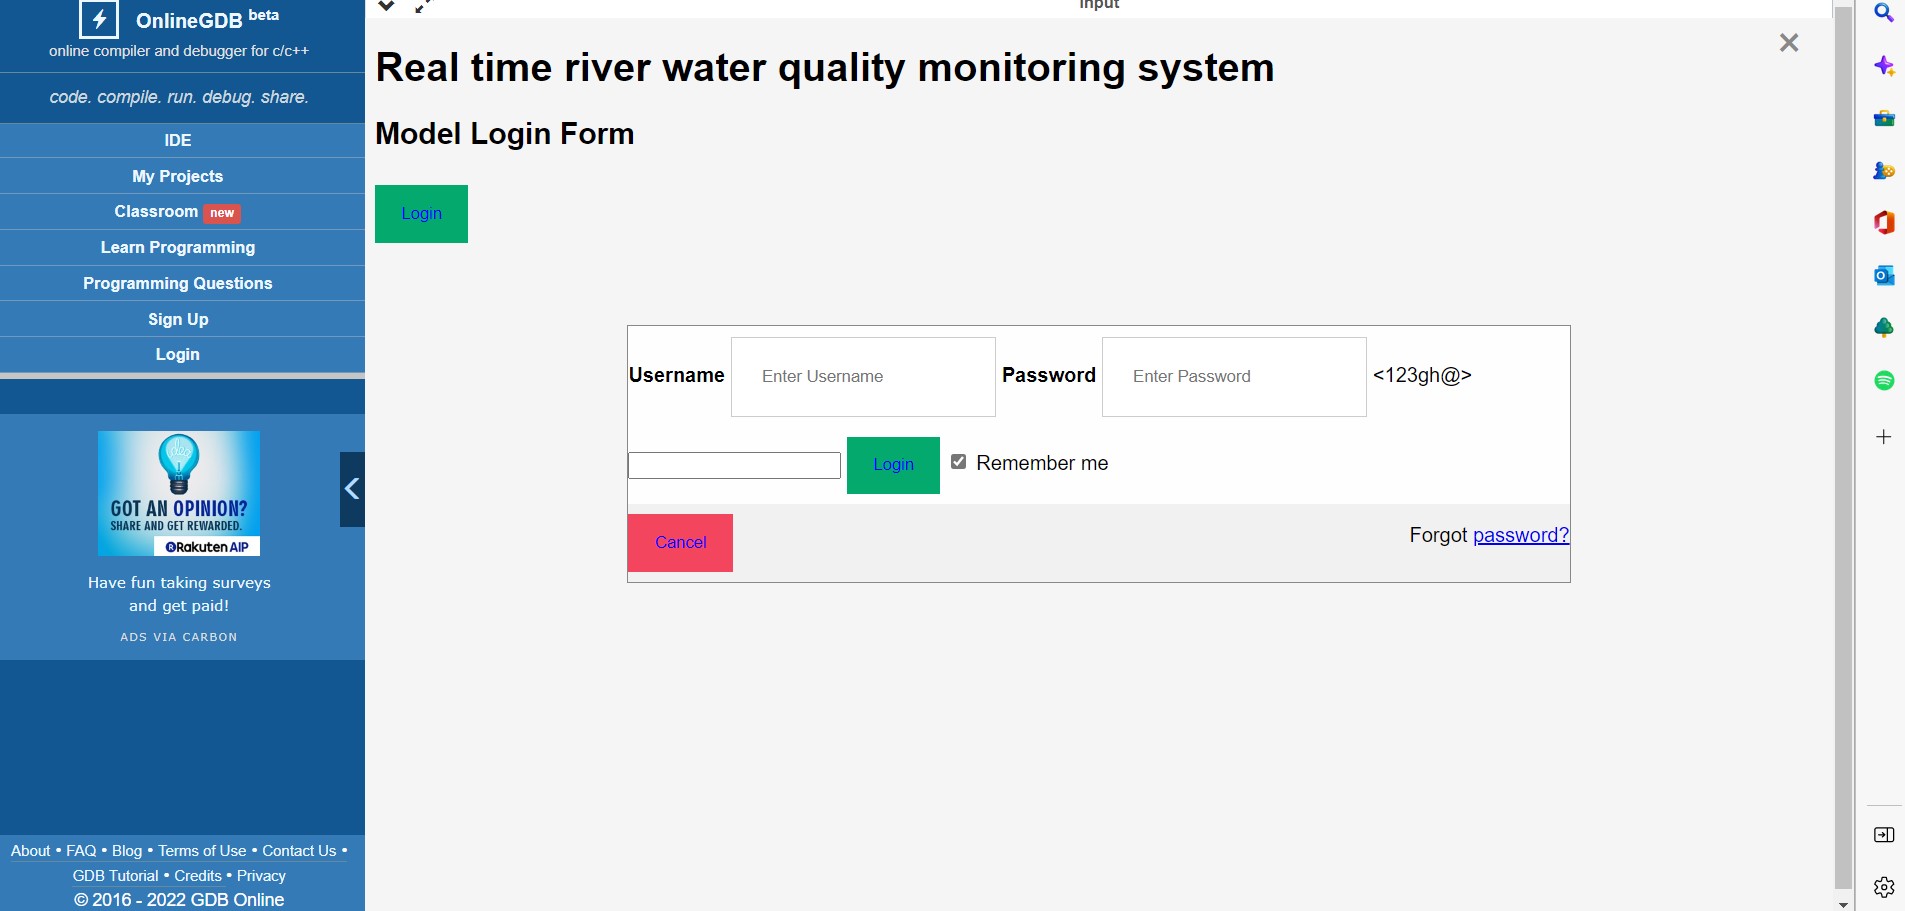 OnlineGDB beta
online compiler and debugger for c/c++
code. compile. run. debug. share.
IDE
My Projects
Classroom new
Learn Programming
Programming Questions
Sign Up
Login
idea
GOT AN OPINION?
SHARE AND GET REWARDED.
Rakuten AIP
Have fun taking surveys
and get paid!
ADS VIA CARBON
About • FAQ • Blog • Terms of Use • Contact Us •
GDB Tutorial • Credits • Privacy
© 2016 - 2022 GDB Online
input
Real time river water quality monitoring system
Model Login Form
Login
Username Enter Username Password Enter Password <123gh@>
Login Remember me
Cancel Forgot password?